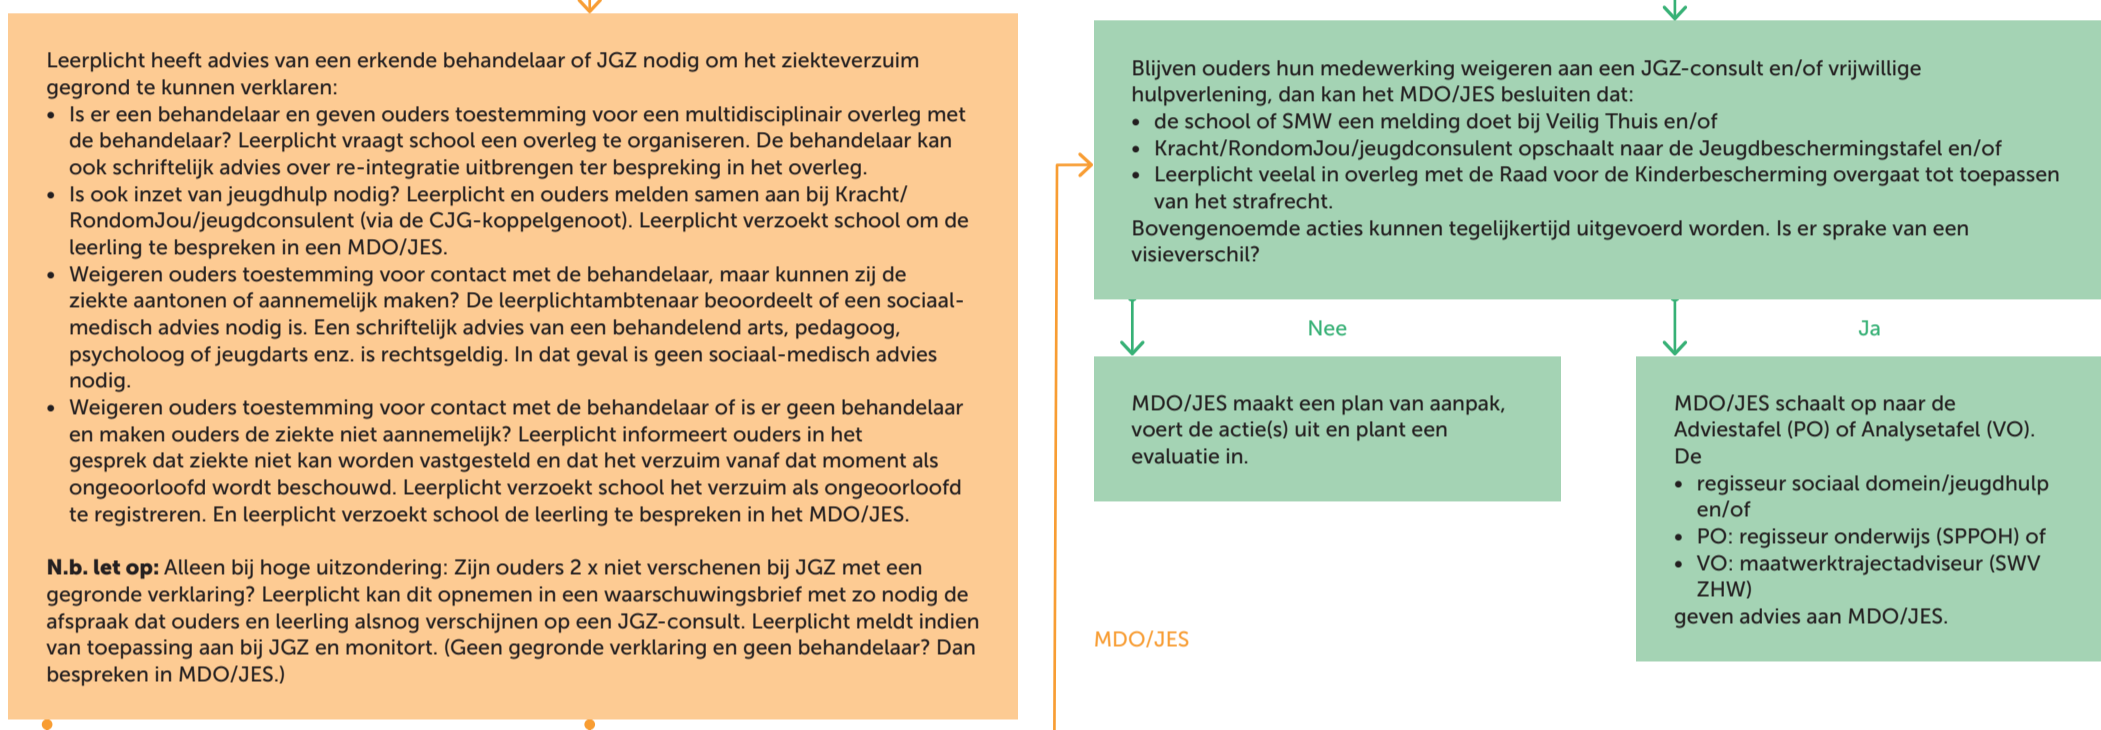 Leerplicht heeft advies van een erkende behandelaar of JGZ nodig om het ziekteverzuim
gegrond te kunnen verklaren:
• Is er een behandelaar en geven ouders toestemming voor een multidisciplinair overleg met
de behandelaar? Leerplicht vraagt school een overleg te organiseren. De behandelaar kan
ook schriftelijk advies over re-integratie uitbrengen ter bespreking in het overleg.
• Is ook inzet van jeugdhulp nodig? Leerplicht en ouders melden samen aan bij Kracht/
RondomJou/jeugdconsulent (via de CJG-koppelgenoot). Leerplicht verzoekt school om de
leerling te bespreken in een MDO/JES.
• Weigeren ouders toestemming voor contact met de behandelaar, maar kunnen zij de
ziekte aantonen of aannemelijk maken? De leerplichtambtenaar beoordeelt of een sociaal-
medisch advies nodig is. Een schriftelijk advies van een behandelend arts, pedagoog,
psycholoog of jeugdarts enz. is rechtsgeldig. In dat geval is geen sociaal-medisch advies
nodig.
• Weigeren ouders toestemming voor contact met de behandelaar of is er geen behandelaar
en maken ouders de ziekte niet aannemelijk? Leerplicht informeert ouders in het
gesprek dat ziekte niet kan worden vastgesteld en dat het verzuim vanaf dat moment als
ongeoorloofd wordt beschouwd. Leerplicht verzoekt school het verzuim als ongeoorloofd
te registreren. En leerplicht verzoekt school de leerling te bespreken in het MDO/JES.
N.b. let op: Alleen bij hoge uitzondering: Zijn ouders 2 x niet verschenen bij JGZ met een
gegronde verklaring? Leerplicht kan dit opnemen in een waarschuwingsbrief met zo nodig de
afspraak dat ouders en leerling alsnog verschijnen op een JGZ-consult. Leerplicht meldt indien
van toepassing aan bij JGZ en monitort. (Geen gegronde verklaring en geen behandelaar? Dan
bespreken in MDO/JES.)
Blijven ouders hun medewerking weigeren aan een JGZ-consult en/of vrijwillige
hulpverlening, dan kan het MDO/JES besluiten dat:
• de school of SMW een melding doet bij Veilig Thuis en/of
• Kracht/RondomJou/jeugdconsulent opschaalt naar de Jeugdbeschermingstafel en/of
• Leerplicht veelal in overleg met de Raad voor de Kinderbescherming overgaat tot toepassen
van het strafrecht.
Bovengenoemde acties kunnen tegelijkertijd uitgevoerd worden. Is er sprake van een
visieverschil?
Nee
MDO/JES maakt een plan van aanpak,
voert de actie(s) uit en plant een
evaluatie in.
Ja
MDO/JES schaalt op naar de
Adviestafel (PO) of Analysetafel (VO).
De
• regisseur sociaal domein/jeugdhulp
en/of
• PO: regisseur onderwijs (SPPOH) of
• VO: maatwerktrajectadviseur (SWV
ZHW)
geven advies aan MDO/JES.
MDO/JES